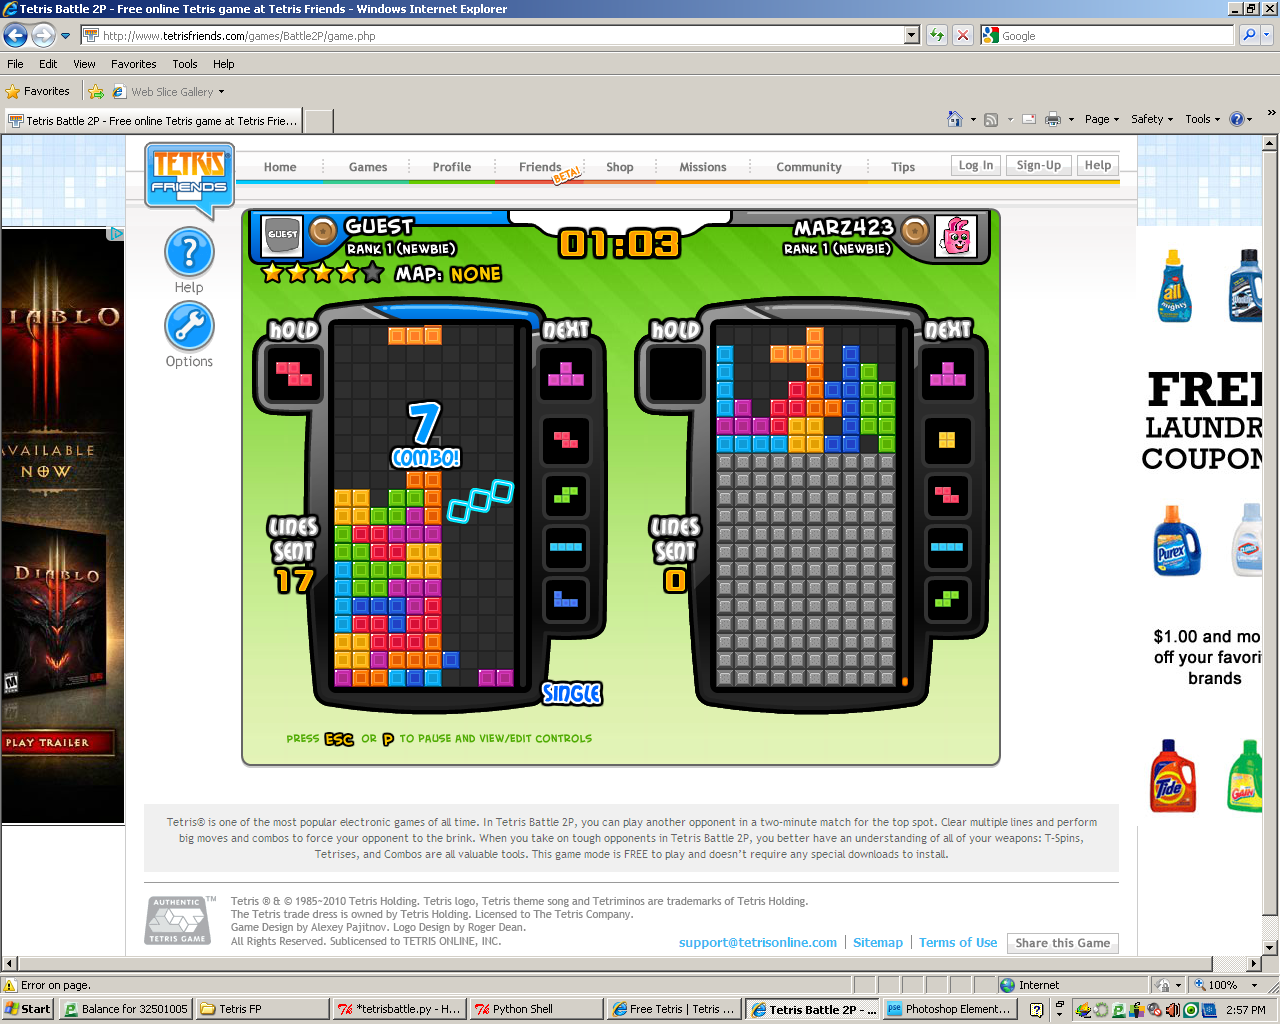 Tetris Battle 2P - Free online Tetris game at Tetris Friends - Windows Internet Explorer
http://www.tetrisfriends.com/games/Battle2P/game.php
Google
File Edit View Favorites Tools Help
Favorites Web Slice Gallery
Tetris Battle 2P - Free online Tetris game at Tetris Frie...
Page Safety Tools
TETRIS
FRIENDS
Home Games Profile Friends Shop Missions Community Tips Log In Sign-Up Help
BETA!
Help
Options
GUEST
GUEST
RANK 1 (NEWBIE)
01:03
MARZ423
RANK 1 (NEWBIE)
MAP: NONE
HOLD
NEXT
HOLD
NEXT
7
COMBO!
LINES
SENT
17
LINES
SENT
0
SINGLE
PRESS ESC OR P TO PAUSE AND VIEW/EDIT CONTROLS
DIABLO
AVAILABLE
NOW
DIABLO
PLAY TRAILER
all
mighty
FREE
LAUNDR
COUPON
Purex
$1.00 and mo
off your favori
brands
Tide
GAIN
Tetris® is one of the most popular electronic games of all time. In Tetris Battle 2P, you can play another opponent in a two-minute match for the top spot. Clear multiple lines and perform
big moves and combos to force your opponent to the brink. When you take on tough opponents in Tetris Battle 2P, you better have an understanding of all of your weapons: T-Spins,
Tetrises, and Combos are all valuable tools. This game mode is FREE to play and doesn't require any special downloads to install.
AUTHENTIC
TETRIS GAME
TM
Tetris ® & © 1985~2010 Tetris Holding. Tetris logo, Tetris theme song and Tetriminos are trademarks of Tetris Holding.
The Tetris trade dress is owned by Tetris Holding. Licensed to The Tetris Company.
Game Design by Alexey Pajitnov. Logo Design by Roger Dean.
All Rights Reserved. Sublicensed to TETRIS ONLINE, INC.
support@tetrisonline.com | Sitemap | Terms of Use Share this Game
Error on page. Internet 100%
Start Balance for 32501005 Tetris FP *tetrisbattle.py - H... Python Shell Free Tetris | Tetris ... Tetris Battle 2P - ... Photoshop Element... 2:57 PM